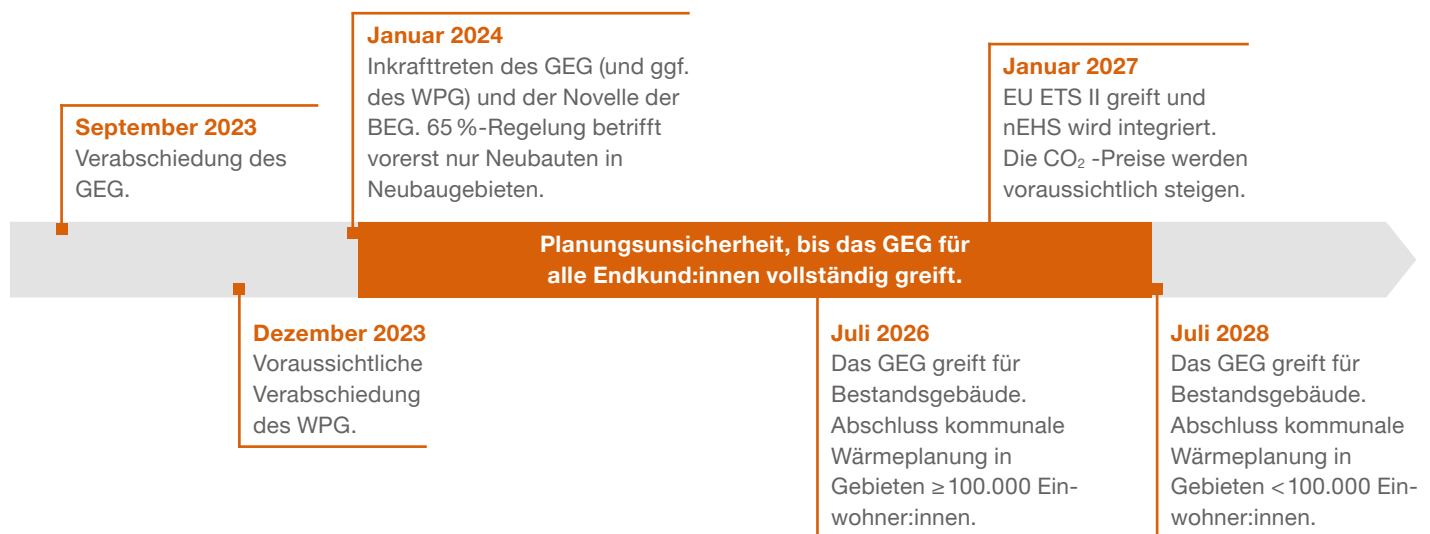 September 2023
Verabschiedung des
GEG.
Januar 2024
Inkrafttreten des GEG (und ggf.
des WPG) und der Novelle der
BEG. 65 %-Regelung betrifft
vorerst nur Neubauten in
Neubaugebieten.
Januar 2027
EU ETS II greift und
nEHS wird integriert.
Die CO₂ -Preise werden
voraussichtlich steigen.
Planungsunsicherheit, bis das GEG für
alle Endkund:innen vollständig greift.
Dezember 2023
Voraussichtliche
Verabschiedung
des WPG.
Juli 2026
Das GEG greift für
Bestandsgebäude.
Abschluss kommunale
Wärmeplanung in
Gebieten ≥ 100.000 Ein-
wohner:innen.
Juli 2028
Das GEG greift für
Bestandsgebäude.
Abschluss kommunale
Wärmeplanung in
Gebieten < 100.000 Ein-
wohner:innen.